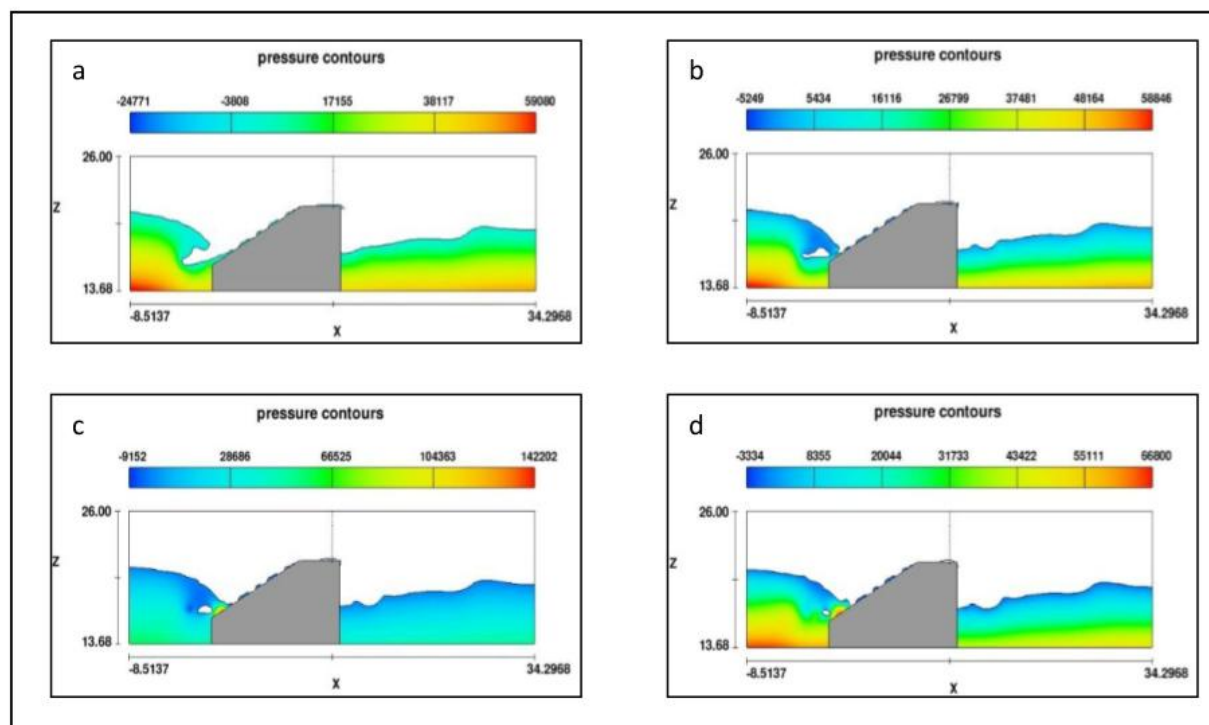 a
pressure contours
-24771 -3808 17155 38117 59080
26.00
Z
13.68
-8.5137 34.2968
X
b
pressure contours
-5249 5434 16116 26799 37481 48164 58846
26.00
Z
13.68
-8.5137 34.2968
X
c
pressure contours
-9152 28686 66525 104363 142202
26.00
Z
13.68
-8.5137 34.2968
X
d
pressure contours
-3334 8355 20044 31733 43422 55111 66800
26.00
Z
13.68
-8.5137 34.2968
X